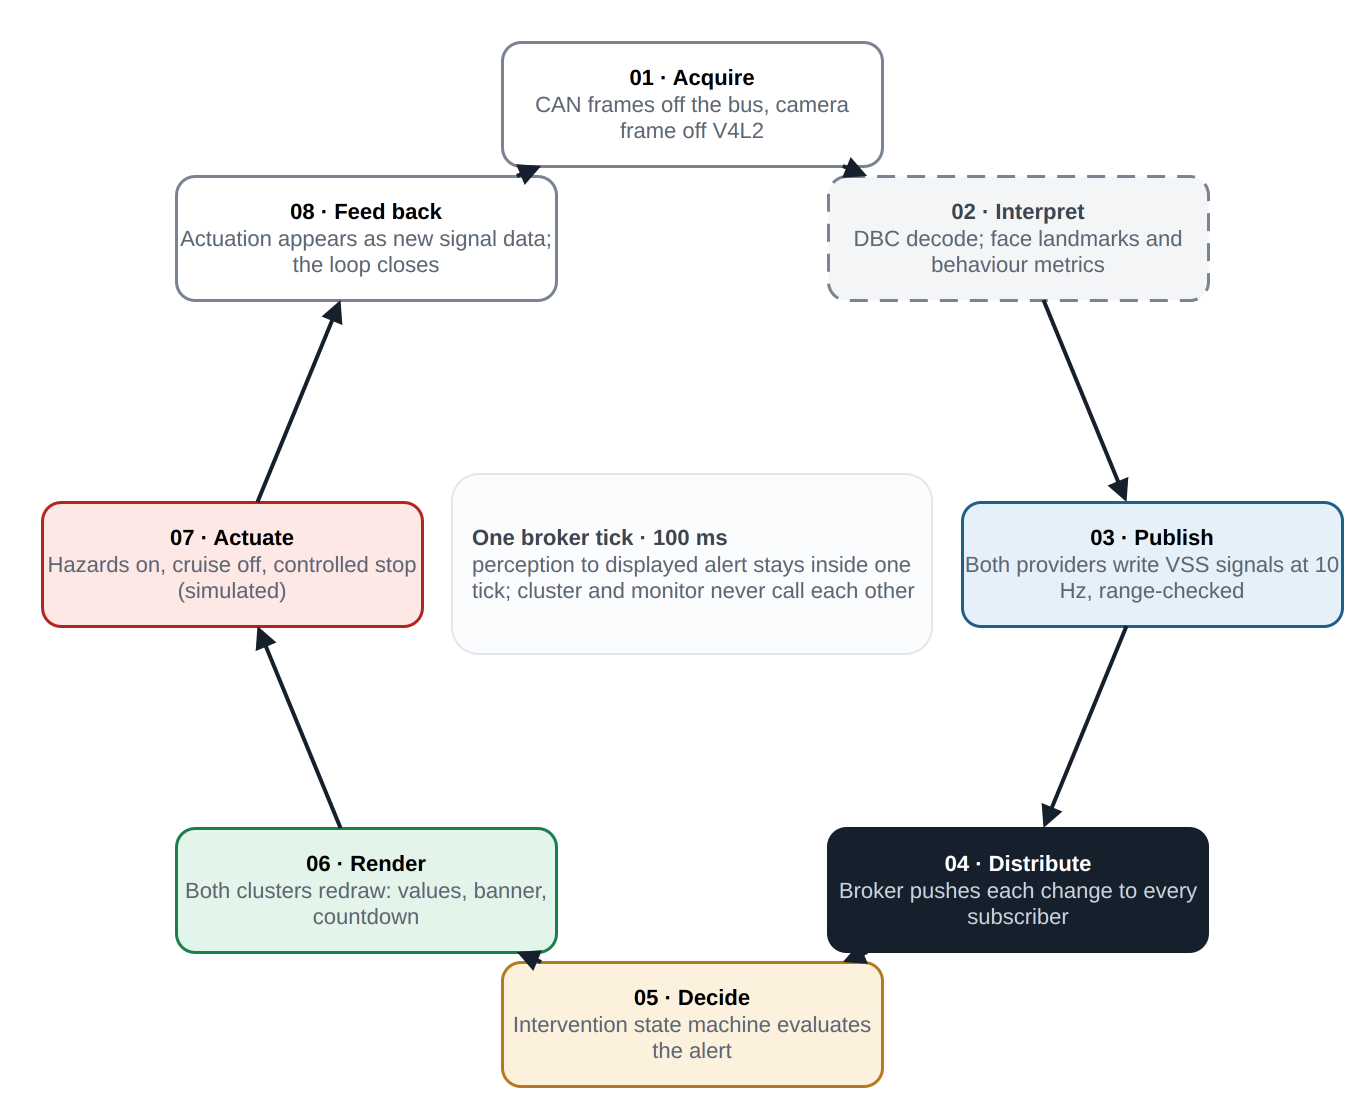 01 · Acquire
CAN frames off the bus, camera
frame off V4L2
08 · Feed back
Actuation appears as new signal data;
the loop closes
02 · Interpret
DBC decode; face landmarks and
behaviour metrics
07 · Actuate
Hazards on, cruise off, controlled stop
(simulated)
One broker tick · 100 ms
perception to displayed alert stays inside one
tick; cluster and monitor never call each other
03 · Publish
Both providers write VSS signals at 10
Hz, range-checked
06 · Render
Both clusters redraw: values, banner,
countdown
04 · Distribute
Broker pushes each change to every
subscriber
05 · Decide
Intervention state machine evaluates
the alert